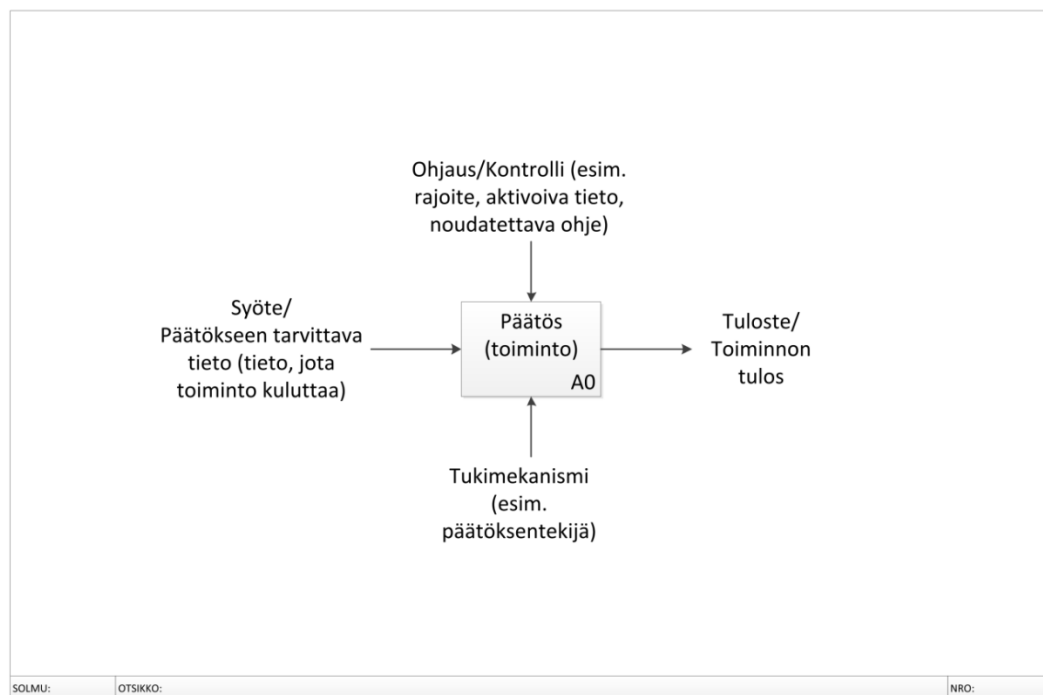 Ohjaus/Kontrolli (esim.
rajoite, aktivoiva tieto,
noudatettava ohje)
Syöte/
Päätökseen tarvittava
tieto (tieto, jota
toiminto kuluttaa)
Päätös
(toiminto)
A0
Tuloste/
Toiminnon
tulos
Tukimekanismi
(esim.
päätöksentekijä)
SOLMU:
OTSIKKO:
NRO: